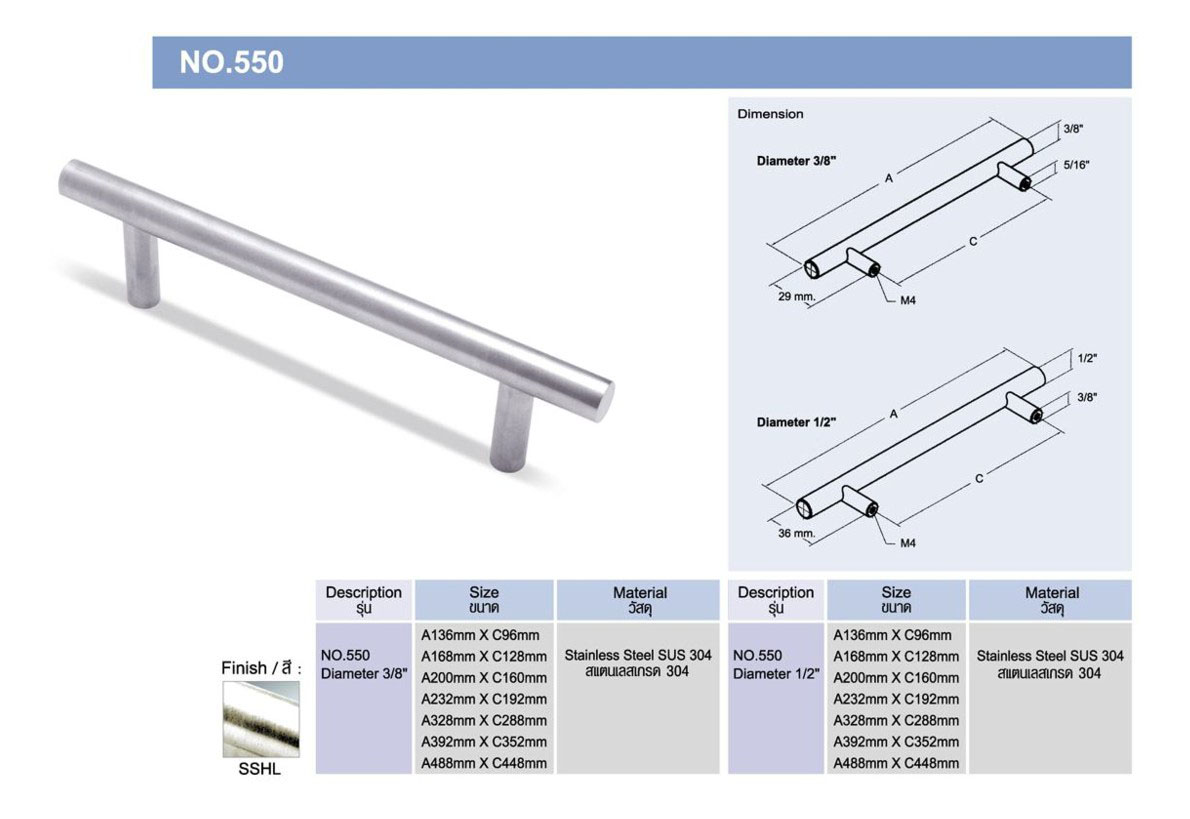 NO.550
Dimension
Diameter 3/8"
3/8"
5/16"
A
C
29 mm.
M4
Diameter 1/2"
1/2"
3/8"
A
C
36 mm.
M4
Finish / สี :
SSHL
Description
รุ่น
Size
ขนาด
Material
วัสดุ
NO.550
Diameter 3/8"
A136mm X C96mm
A168mm X C128mm
A200mm X C160mm
A232mm X C192mm
A328mm X C288mm
A392mm X C352mm
A488mm X C448mm
Stainless Steel SUS 304
สแตนเลสเกรด 304
Description
รุ่น
Size
ขนาด
Material
วัสดุ
NO.550
Diameter 1/2"
A136mm X C96mm
A168mm X C128mm
A200mm X C160mm
A232mm X C192mm
A328mm X C288mm
A392mm X C352mm
A488mm X C448mm
Stainless Steel SUS 304
สแตนเลสเกรด 304